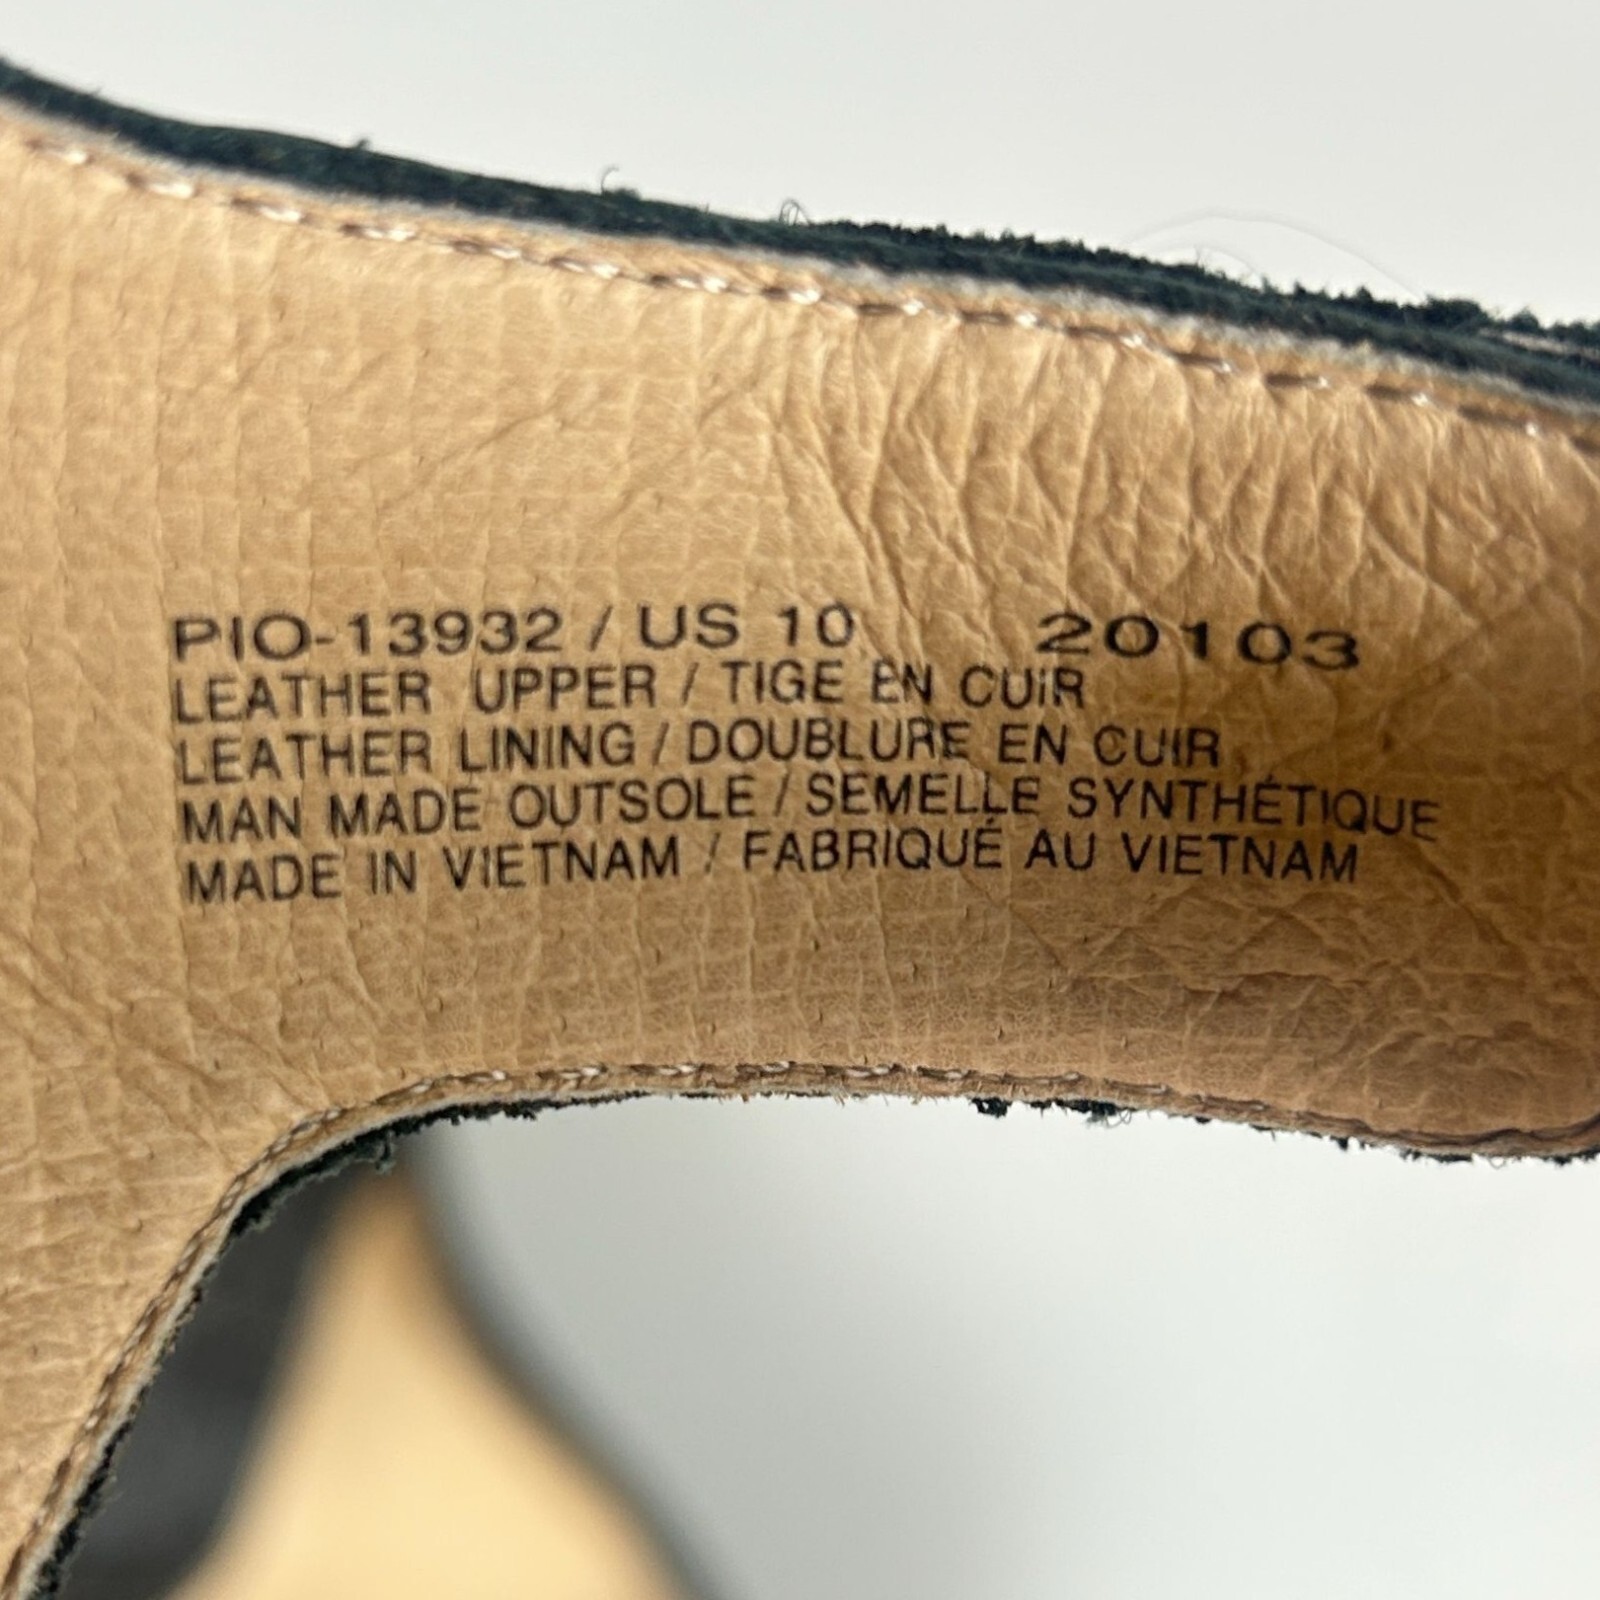 PIO-13932 / US 10 20103
LEATHER UPPER / TIGE EN CUIR
LEATHER LINING / DOUBLURE EN CUIR
MAN MADE OUTSOLE / SEMELLE SYNTHÉTIQUE
MADE IN VIETNAM / FABRIQUÉ AU VIETNAM